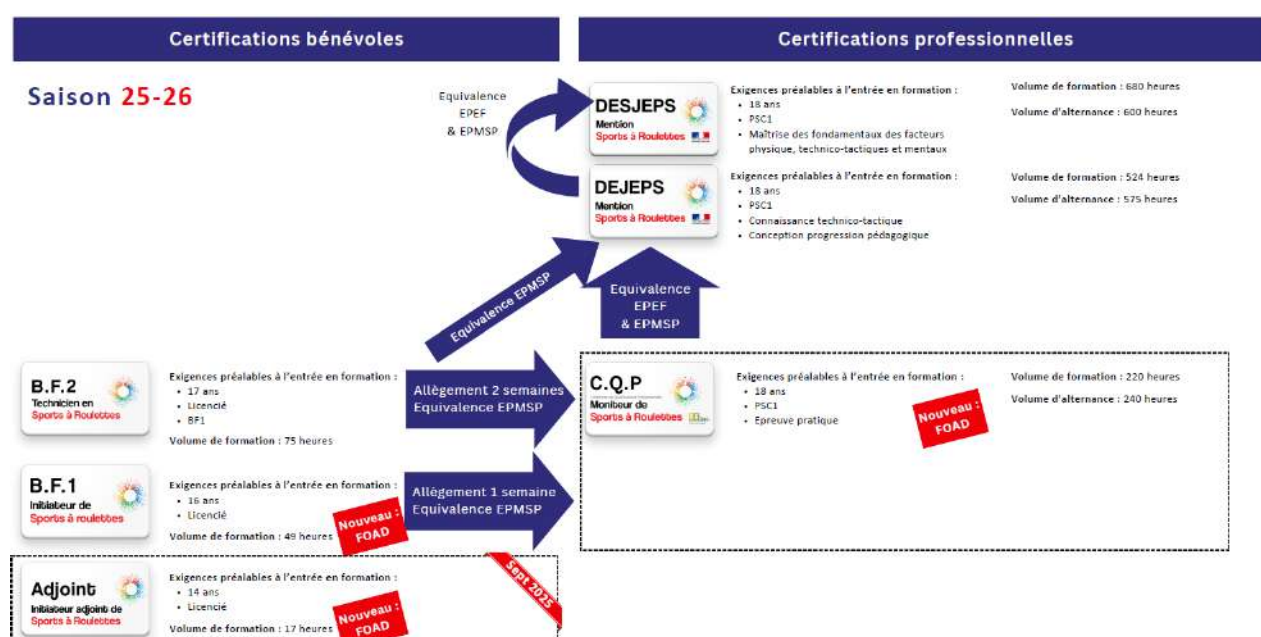 Certifications bénévoles
Certifications professionnelles
Saison 25-26
Equivalence
EPEF
& EPMSP
DESJEPS
Mention
Sports à Roulettes
Exigences préalables à l'entrée en formation :
• 18 ans
• PSC1
• Maîtrise des fondamentaux des facteurs
physique, technico-tactiques et mentaux
Volume de formation : 680 heures
Volume d'alternance : 600 heures
DEJEPS
Mention
Sports à Roulettes
Exigences préalables à l'entrée en formation :
• 18 ans
• PSC1
• Connaissance technico-tactique
• Conception progression pédagogique
Volume de formation : 524 heures
Volume d'alternance : 575 heures
Equivalence EPMSP
Equivalence
EPEF
& EPMSP
B.F.2
Technicien en
Sports à Roulettes
Exigences préalables à l'entrée en formation :
• 17 ans
• Licencié
• BF1
Volume de formation : 75 heures
Allègement 2 semaines
Equivalence EPMSP
C.Q.P
Moniteur de
Sports à Roulettes
Exigences préalables à l'entrée en formation :
• 18 ans
• PSC1
• Epreuve pratique
Nouveau :
FOAD
Volume de formation : 220 heures
Volume d'alternance : 240 heures
B.F.1
Initiateur de
Sports à roulettes
Exigences préalables à l'entrée en formation :
• 16 ans
• Licencié
Volume de formation : 49 heures
Nouveau :
FOAD
Allègement 1 semaine
Equivalence EPMSP
Adjoint
Initiateur adjoint de
Sports à Roulettes
Exigences préalables à l'entrée en formation :
• 14 ans
• Licencié
Volume de formation : 17 heures
Nouveau :
FOAD
Sept 2025